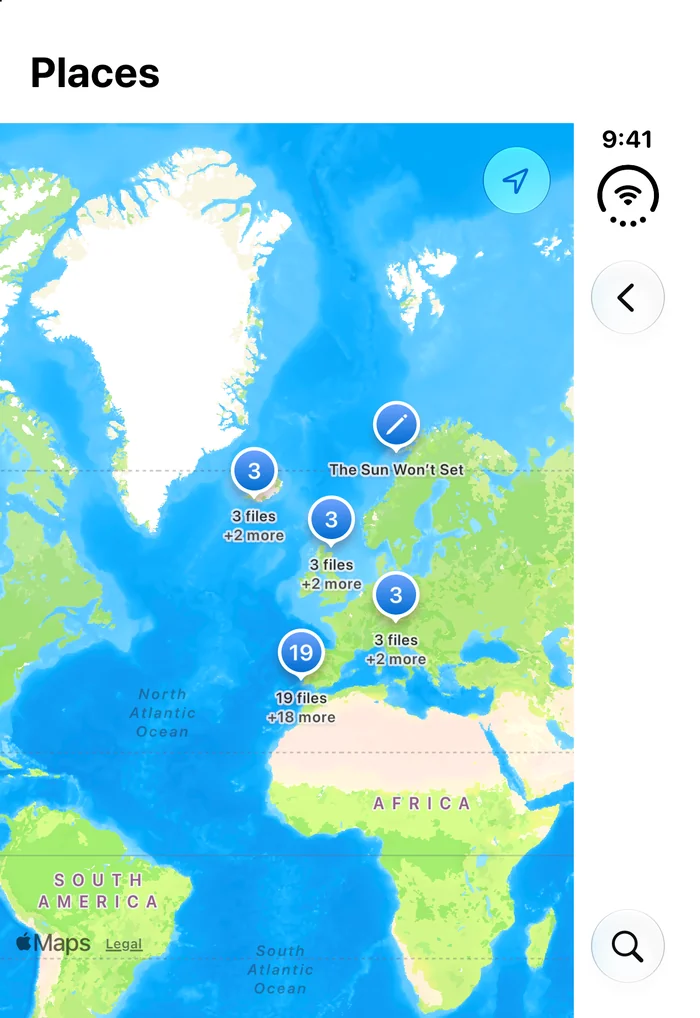 Places
9:41
The Sun Won’t Set
3
3 files
+2 more
3
3 files
+2 more
3
3 files
+2 more
19
19 files
+18 more
North
Atlantic
Ocean
AFRICA
SOUTH
AMERICA
Maps Legal
South
Atlantic
Ocean